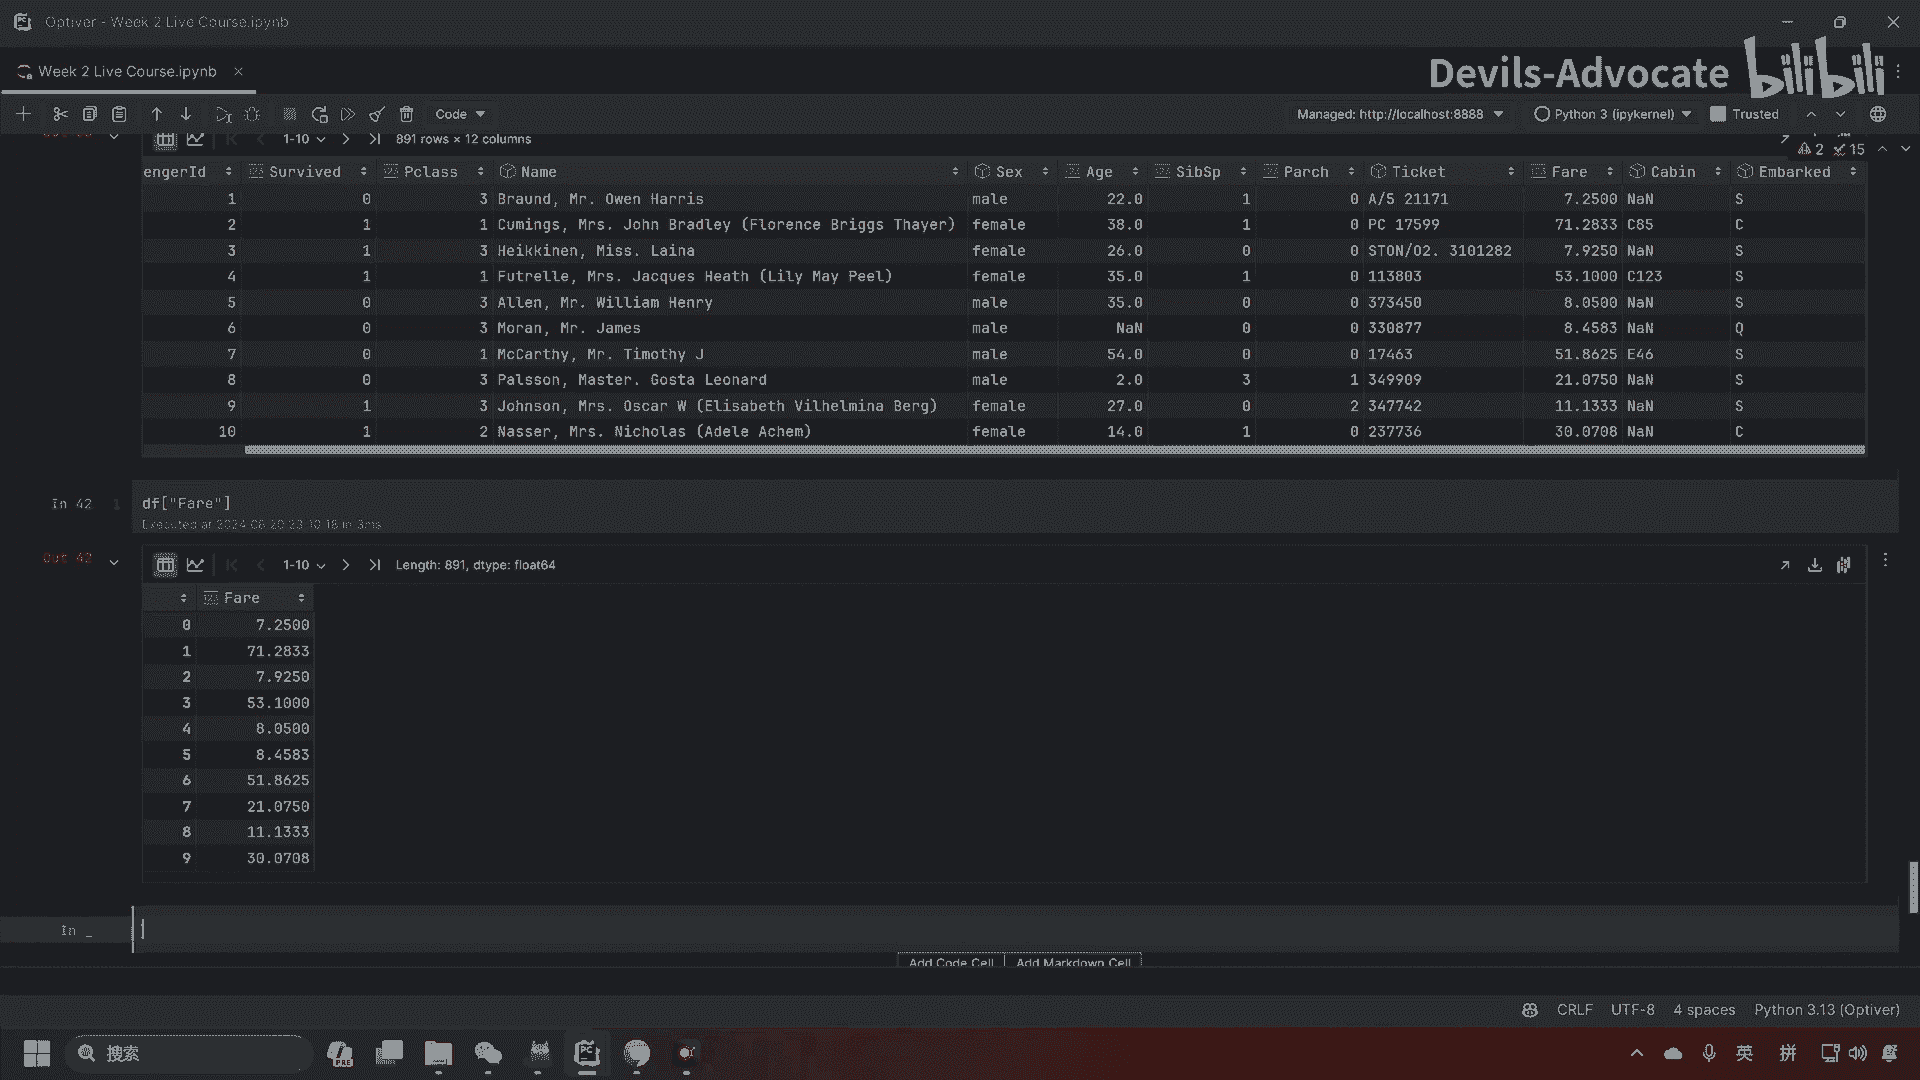 Optiver - Week 2 Live Course.ipynb
Week 2 Live Course.ipynb
Devils-Advocate bilibili
Code
Managed: http://localhost:8888 Python 3 (ipykernel) Trusted
1-10 891 rows × 12 columns
2 15
engerId Survived Pclass Name Sex Age SibSp Parch Ticket Fare Cabin Embarked
1 0 3 Braund, Mr. Owen Harris male 22.0 1 0 A/5 21171 7.2500 NaN S
2 1 1 Cumings, Mrs. John Bradley (Florence Briggs Thayer) female 38.0 1 0 PC 17599 71.2833 C85 C
3 1 3 Heikkinen, Miss. Laina female 26.0 0 0 STON/O2. 3101282 7.9250 NaN S
4 1 1 Futrelle, Mrs. Jacques Heath (Lily May Peel) female 35.0 1 0 113803 53.1000 C123 S
5 0 3 Allen, Mr. William Henry male 35.0 0 0 373450 8.0500 NaN S
6 0 3 Moran, Mr. James male NaN 0 0 330877 8.4583 NaN Q
7 0 1 McCarthy, Mr. Timothy J male 54.0 0 0 17463 51.8625 E46 S
8 0 3 Palsson, Master. Gosta Leonard male 2.0 3 1 349909 21.0750 NaN S
9 1 3 Johnson, Mrs. Oscar W (Elisabeth Vilhelmina Berg) female 27.0 0 2 347742 11.1333 NaN S
10 1 2 Nasser, Mrs. Nicholas (Adele Achem) female 14.0 1 0 237736 30.0708 NaN C
In 42 1 df["Fare"]
Executed at 2024.08.20 23:10:18 in 3ms
Out 42 1-10 Length: 891, dtype: float64
Fare
0 7.2500
1 71.2833
2 7.9250
3 53.1000
4 8.0500
5 8.4583
6 51.8625
7 21.0750
8 11.1333
9 30.0708
In _
Add Code Cell Add Markdown Cell
CRLF UTF-8 4 spaces Python 3.13 (Optiver)
搜索 英 拼